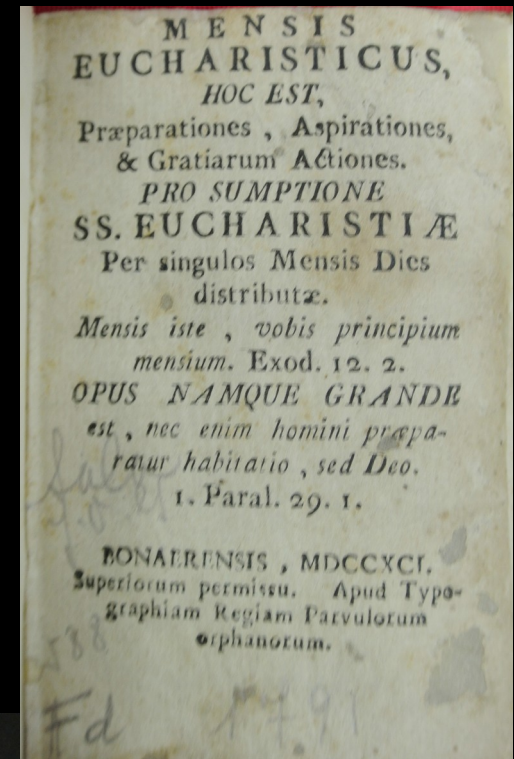 MENSIS
EUCHARISTICUS,
HOC EST,
Præparationes , Aspirationes,
& Gratiarum Actiones.
PRO SUMPTIONE
SS. EUCHARISTIÆ
Per singulos Mensis Dies
distributæ.
Mensis iste , vobis principium
mensium. Exod. 12. 2.
OPUS NAMQUE GRANDE
est , nec enim homini præpa-
ratur habitatio , sed Deo.
1. Paral. 29. 1.
BONAERENSIS , MDCCXCI.
Superiorum permissu. Apud Typo-
graphiam Regiam Parvulorum
orphanorum.
Fd 1791